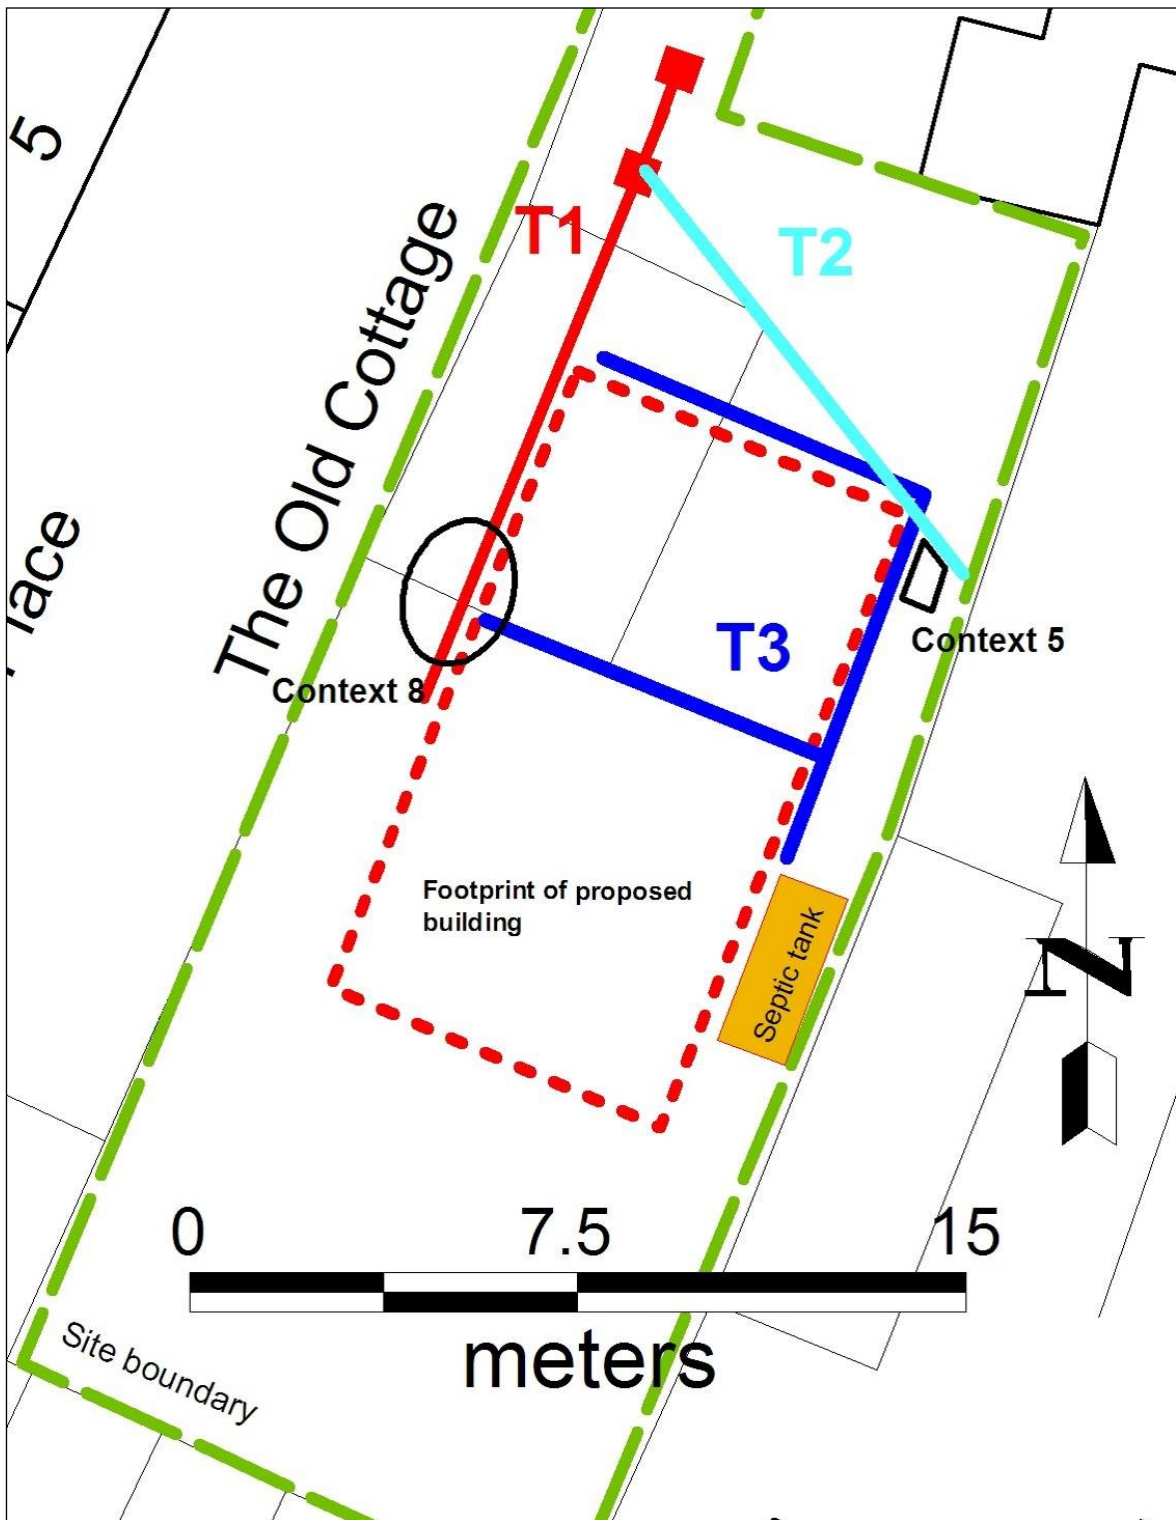 5
T1
T2
The Old Cottage
T3
Context 5
Context 8
Footprint of proposed
building
Septic tank
N
0 7.5 15
meters
Site boundary